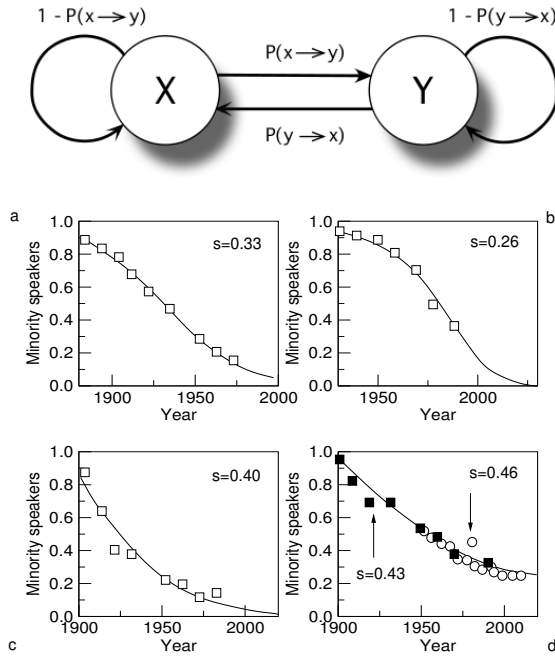 1 - P(x→y)
1 - P(y→x)
P(x→y)
X
Y
P(y→x)
a
b
1.0
0.8
0.6
0.4
0.2
0.0
Minority speakers
s=0.33
1900
1950
2000
Year
1.0
0.8
0.6
0.4
0.2
0.0
Minority speakers
s=0.26
1950
2000
Year
1.0
0.8
0.6
0.4
0.2
0.0
Minority speakers
s=0.40
1900
1950
2000
Year
c
1.0
0.8
0.6
0.4
0.2
0.0
Minority speakers
s=0.46
s=0.43
1900
1950
2000
Year
d